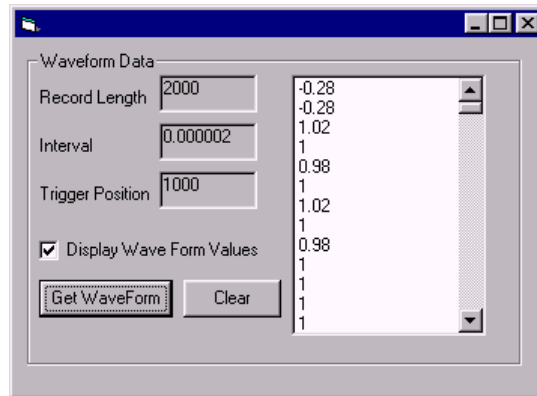 Waveform Data
Record Length 2000
Interval 0.000002
Trigger Position 1000
Display Wave Form Values
Get WaveForm Clear
-0.28
-0.28
1.02
1
0.98
1
1.02
1
0.98
1
1
1
1